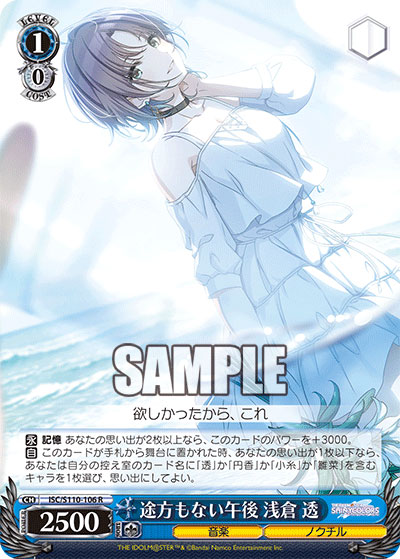 LEVEL
1
0
COST
SAMPLE
欲しかったから、これ
永 記憶 あなたの思い出が2枚以上なら、このカードのパワーを＋3000。
自 このカードが手札から舞台に置かれた時、あなたの思い出が1枚以下なら、
あなたは自分の控え室のカード名に「透」か「円香」か「小糸」か「雛菜」を含む
キャラを1枚選び、思い出にしてよい。
CH ISC/S110-106 R
2500
途方もない午後 浅倉 透
THE IDOLM@STER
SHINYCOLORS
音楽
ノクチル
THE IDOLM@STER™& ©Bandai Namco Entertainment Inc.